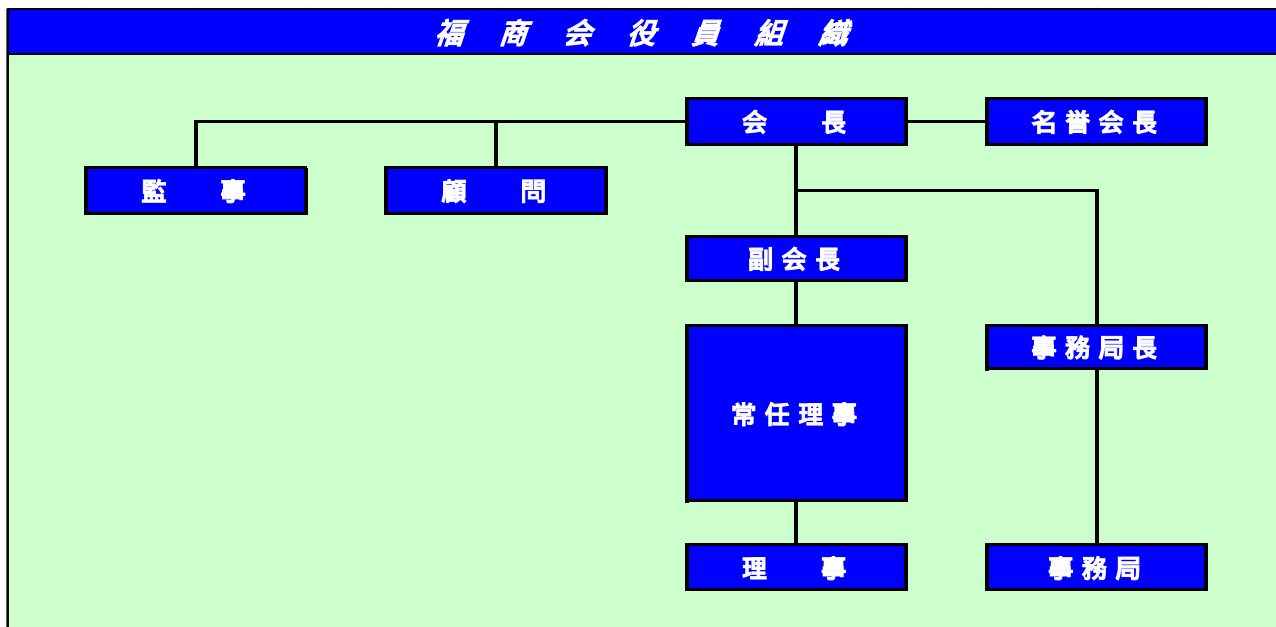 福商会役員組織
会長
名誉会長
監事
顧問
副会長
事務局長
常任理事
理事
事務局